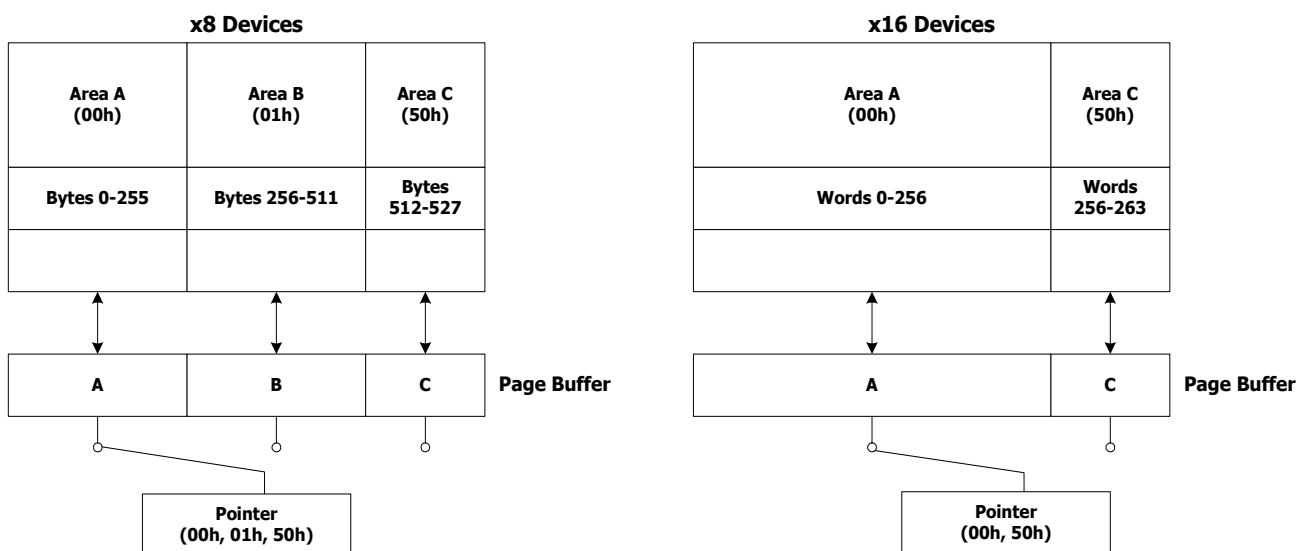 x8 Devices
Area A
(00h)
Area B
(01h)
Area C
(50h)
Bytes 0-255
Bytes 256-511
Bytes
512-527
A
B
C
Page Buffer
Pointer
(00h, 01h, 50h)
x16 Devices
Area A
(00h)
Area C
(50h)
Words 0-256
Words
256-263
A
C
Page Buffer
Pointer
(00h, 50h)